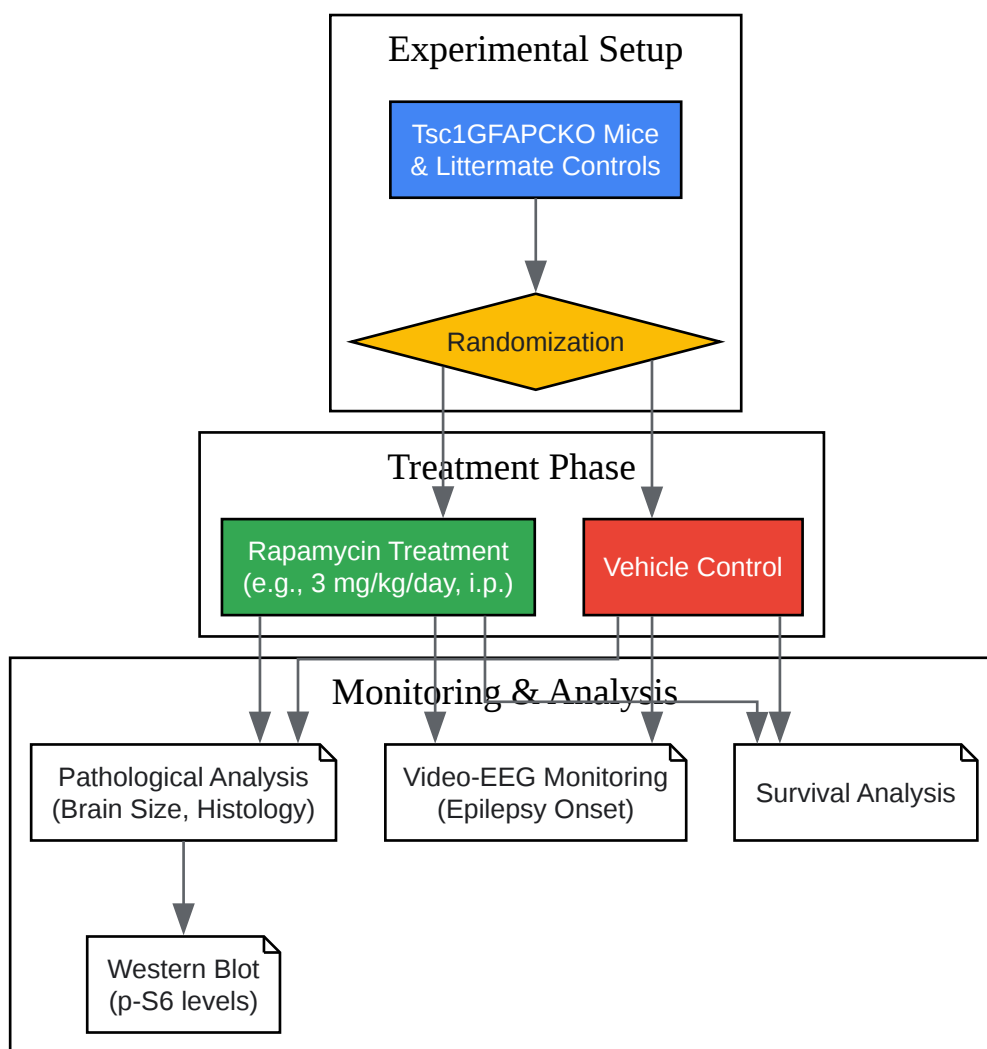 Experimental Setup
Tsc1GFAPCKO Mice
& Littermate Controls
Randomization
Treatment Phase
Rapamycin Treatment
(e.g., 3 mg/kg/day, i.p.)
Vehicle Control
Monitoring & Analysis
Pathological Analysis
(Brain Size, Histology)
Video-EEG Monitoring
(Epilepsy Onset)
Survival Analysis
Western Blot
(p-S6 levels)